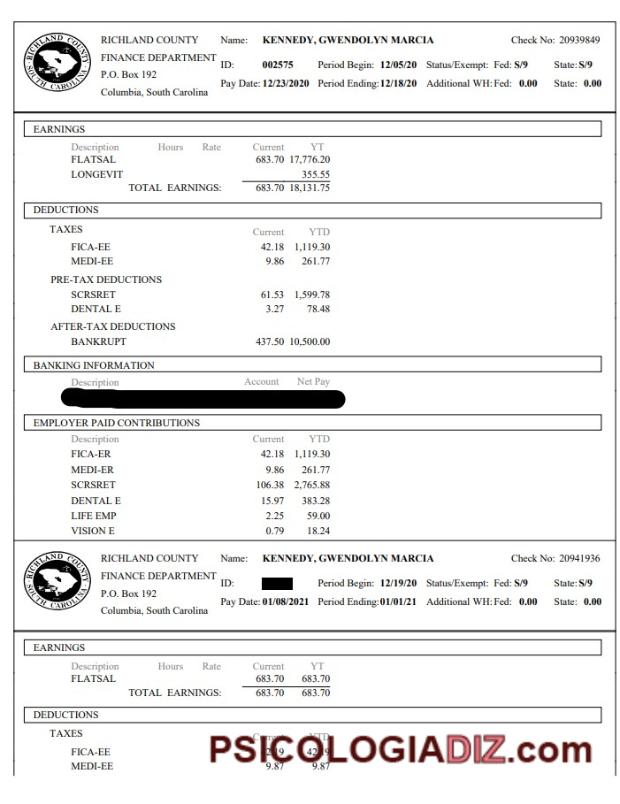 RICHLAND COUNTY Name: KENNEDY, GWENDOLYN MARCIA Check No: 20939849
FINANCE DEPARTMENT ID: 002575 Period Begin: 12/05/20 Status/Exempt: Fed: S/9 State: S/9
P.O. Box 192 Pay Date: 12/23/2020 Period Ending: 12/18/20 Additional WH: Fed: 0.00 State: 0.00
Columbia, South Carolina
RICHLAND COUNTY SOUTH CAROLINA
EARNINGS
Description Hours Rate Current YT
FLATSAL 683.70 17,776.20
LONGEVIT 355.55
TOTAL EARNINGS: 683.70 18,131.75
DEDUCTIONS
TAXES Current YTD
FICA-EE 42.18 1,119.30
MEDI-EE 9.86 261.77
PRE-TAX DEDUCTIONS
SCRSRET 61.53 1,599.78
DENTAL E 3.27 78.48
AFTER-TAX DEDUCTIONS
BANKRUPT 437.50 10,500.00
BANKING INFORMATION
Description Account Net Pay
EMPLOYER PAID CONTRIBUTIONS
Description Current YTD
FICA-ER 42.18 1,119.30
MEDI-ER 9.86 261.77
SCRSRET 106.38 2,765.88
DENTAL E 15.97 383.28
LIFE EMP 2.25 59.00
VISION E 0.79 18.24
RICHLAND COUNTY Name: KENNEDY, GWENDOLYN MARCIA Check No: 20941936
FINANCE DEPARTMENT ID: Period Begin: 12/19/20 Status/Exempt: Fed: S/9 State: S/9
P.O. Box 192 Pay Date: 01/08/2021 Period Ending: 01/01/21 Additional WH: Fed: 0.00 State: 0.00
Columbia, South Carolina
RICHLAND COUNTY SOUTH CAROLINA
EARNINGS
Description Hours Rate Current YT
FLATSAL 683.70 683.70
TOTAL EARNINGS: 683.70 683.70
DEDUCTIONS
TAXES YTD
FICA-EE
MEDI-EE 9.87 9.87
PSICOLOGIADIZ.com